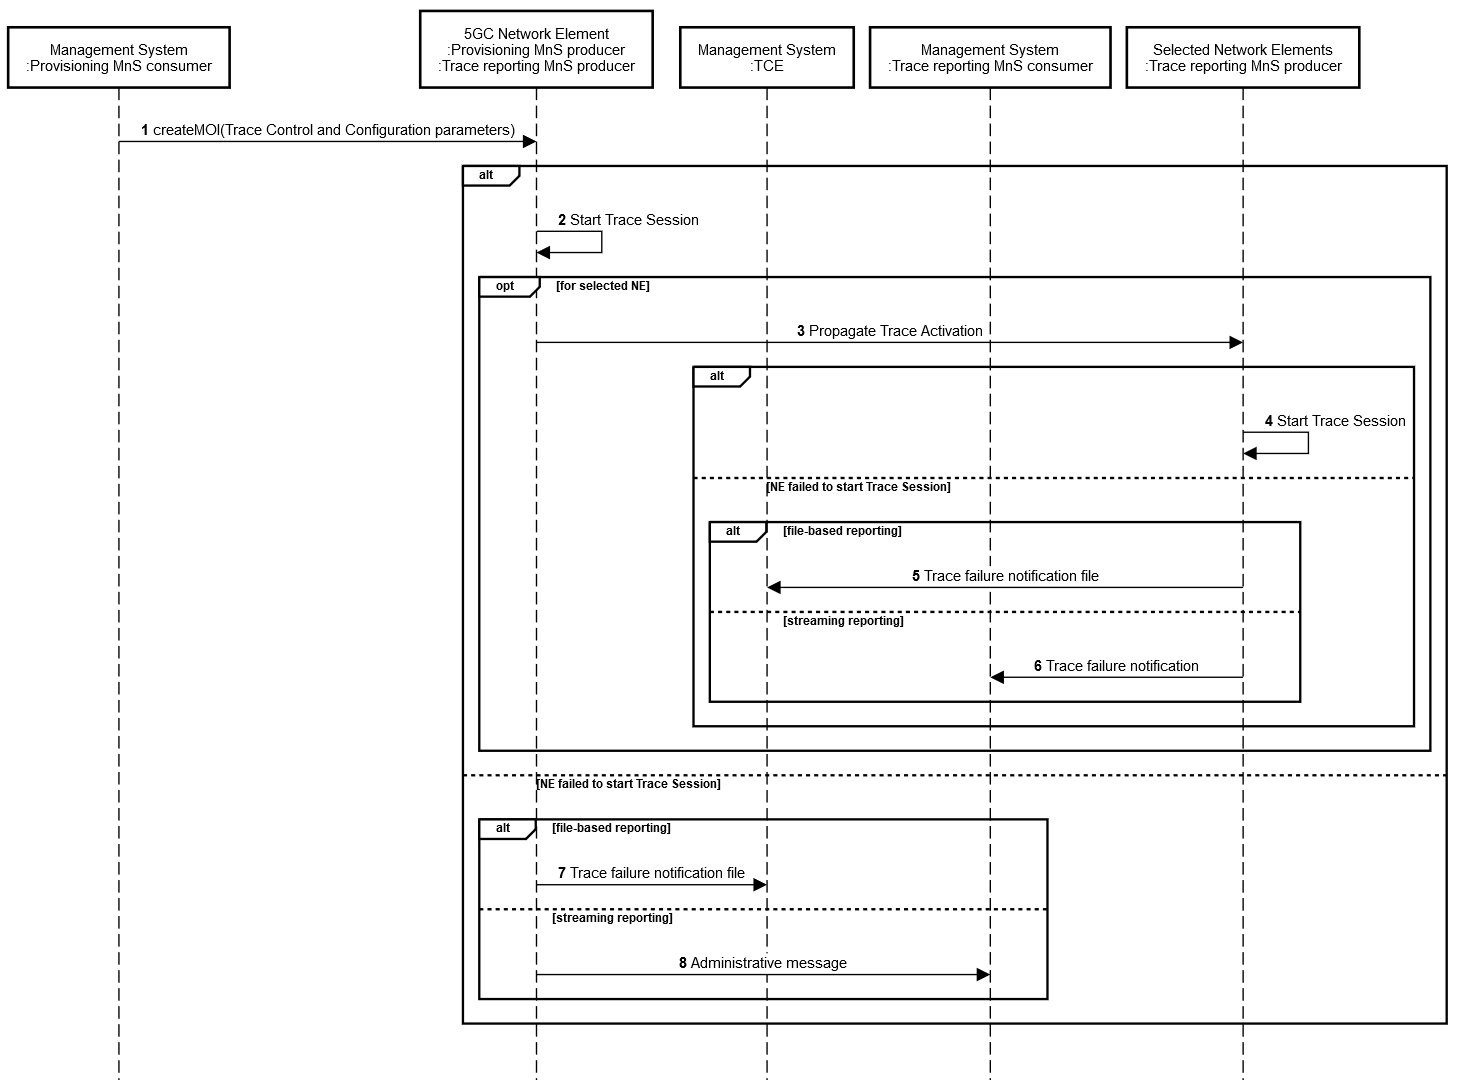 Management System
:Provisioning MnS consumer
5GC Network Element
:Provisioning MnS producer
:Trace reporting MnS producer
Management System
:TCE
Management System
:Trace reporting MnS consumer
Selected Network Elements
:Trace reporting MnS producer
1 createMOI(Trace Control and Configuration parameters)
alt
2 Start Trace Session
opt
[for selected NE]
3 Propagate Trace Activation
alt
4 Start Trace Session
[NE failed to start Trace Session]
alt
[file-based reporting]
5 Trace failure notification file
[streaming reporting]
6 Trace failure notification
[NE failed to start Trace Session]
alt
[file-based reporting]
7 Trace failure notification file
[streaming reporting]
8 Administrative message